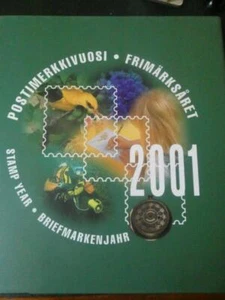 POSTIMERKKIVUOSI • FRIMÄRKSÅRET
2001
STAMP YEAR • BRIEFMARKENJAHR